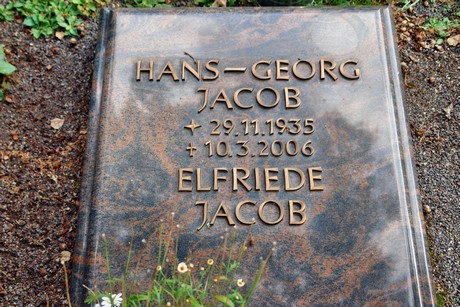 HANS–GEORG
JACOB
✦ 29.11.1935
+ 10.3.2006
ELFRIEDE
JACOB